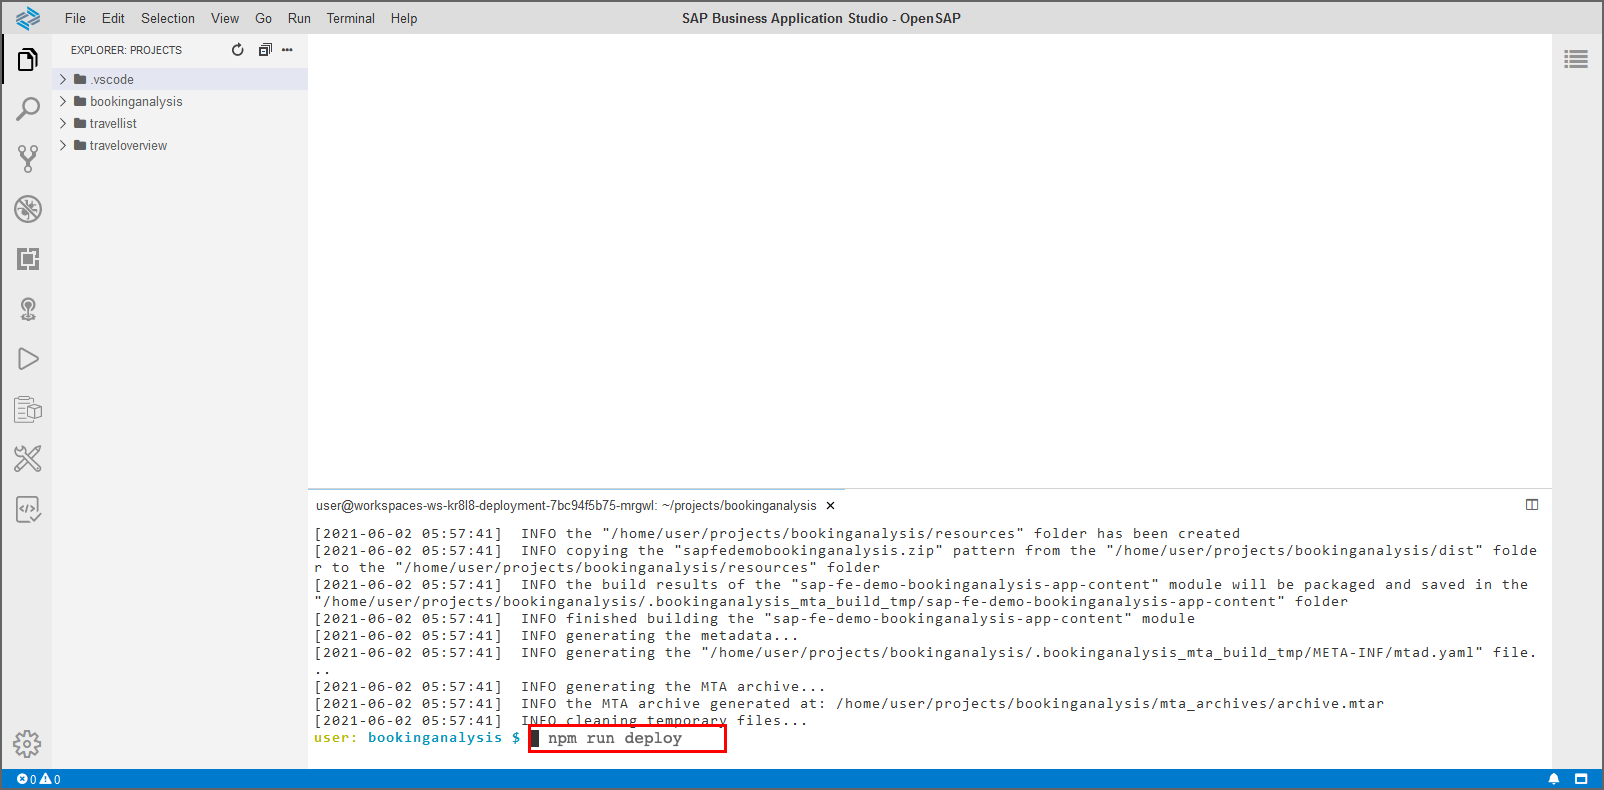 File Edit Selection View Go Run Terminal Help
SAP Business Application Studio - OpenSAP
EXPLORER: PROJECTS
.vscode
bookinganalysis
travellist
traveloverview
user@workspaces-ws-kr8l8-deployment-7bc94f5b75-mrgwl: ~/projects/bookinganalysis
[2021-06-02 05:57:41]  INFO the "/home/user/projects/bookinganalysis/resources" folder has been created
[2021-06-02 05:57:41]  INFO copying the "sapfedemobookinganalysis.zip" pattern from the "/home/user/projects/bookinganalysis/dist" folde
r to the "/home/user/projects/bookinganalysis/resources" folder
[2021-06-02 05:57:41]  INFO the build results of the "sap-fe-demo-bookinganalysis-app-content" module will be packaged and saved in the
"/home/user/projects/bookinganalysis/.bookinganalysis_mta_build_tmp/sap-fe-demo-bookinganalysis-app-content" folder
[2021-06-02 05:57:41]  INFO finished building the "sap-fe-demo-bookinganalysis-app-content" module
[2021-06-02 05:57:41]  INFO generating the metadata...
[2021-06-02 05:57:41]  INFO generating the "/home/user/projects/bookinganalysis/.bookinganalysis_mta_build_tmp/META-INF/mtad.yaml" file.
..
[2021-06-02 05:57:41]  INFO generating the MTA archive...
[2021-06-02 05:57:41]  INFO the MTA archive generated at: /home/user/projects/bookinganalysis/mta_archives/archive.mtar
[2021-06-02 05:57:41]  INFO cleaning temporary files...
user: bookinganalysis $ npm run deploy
0 0